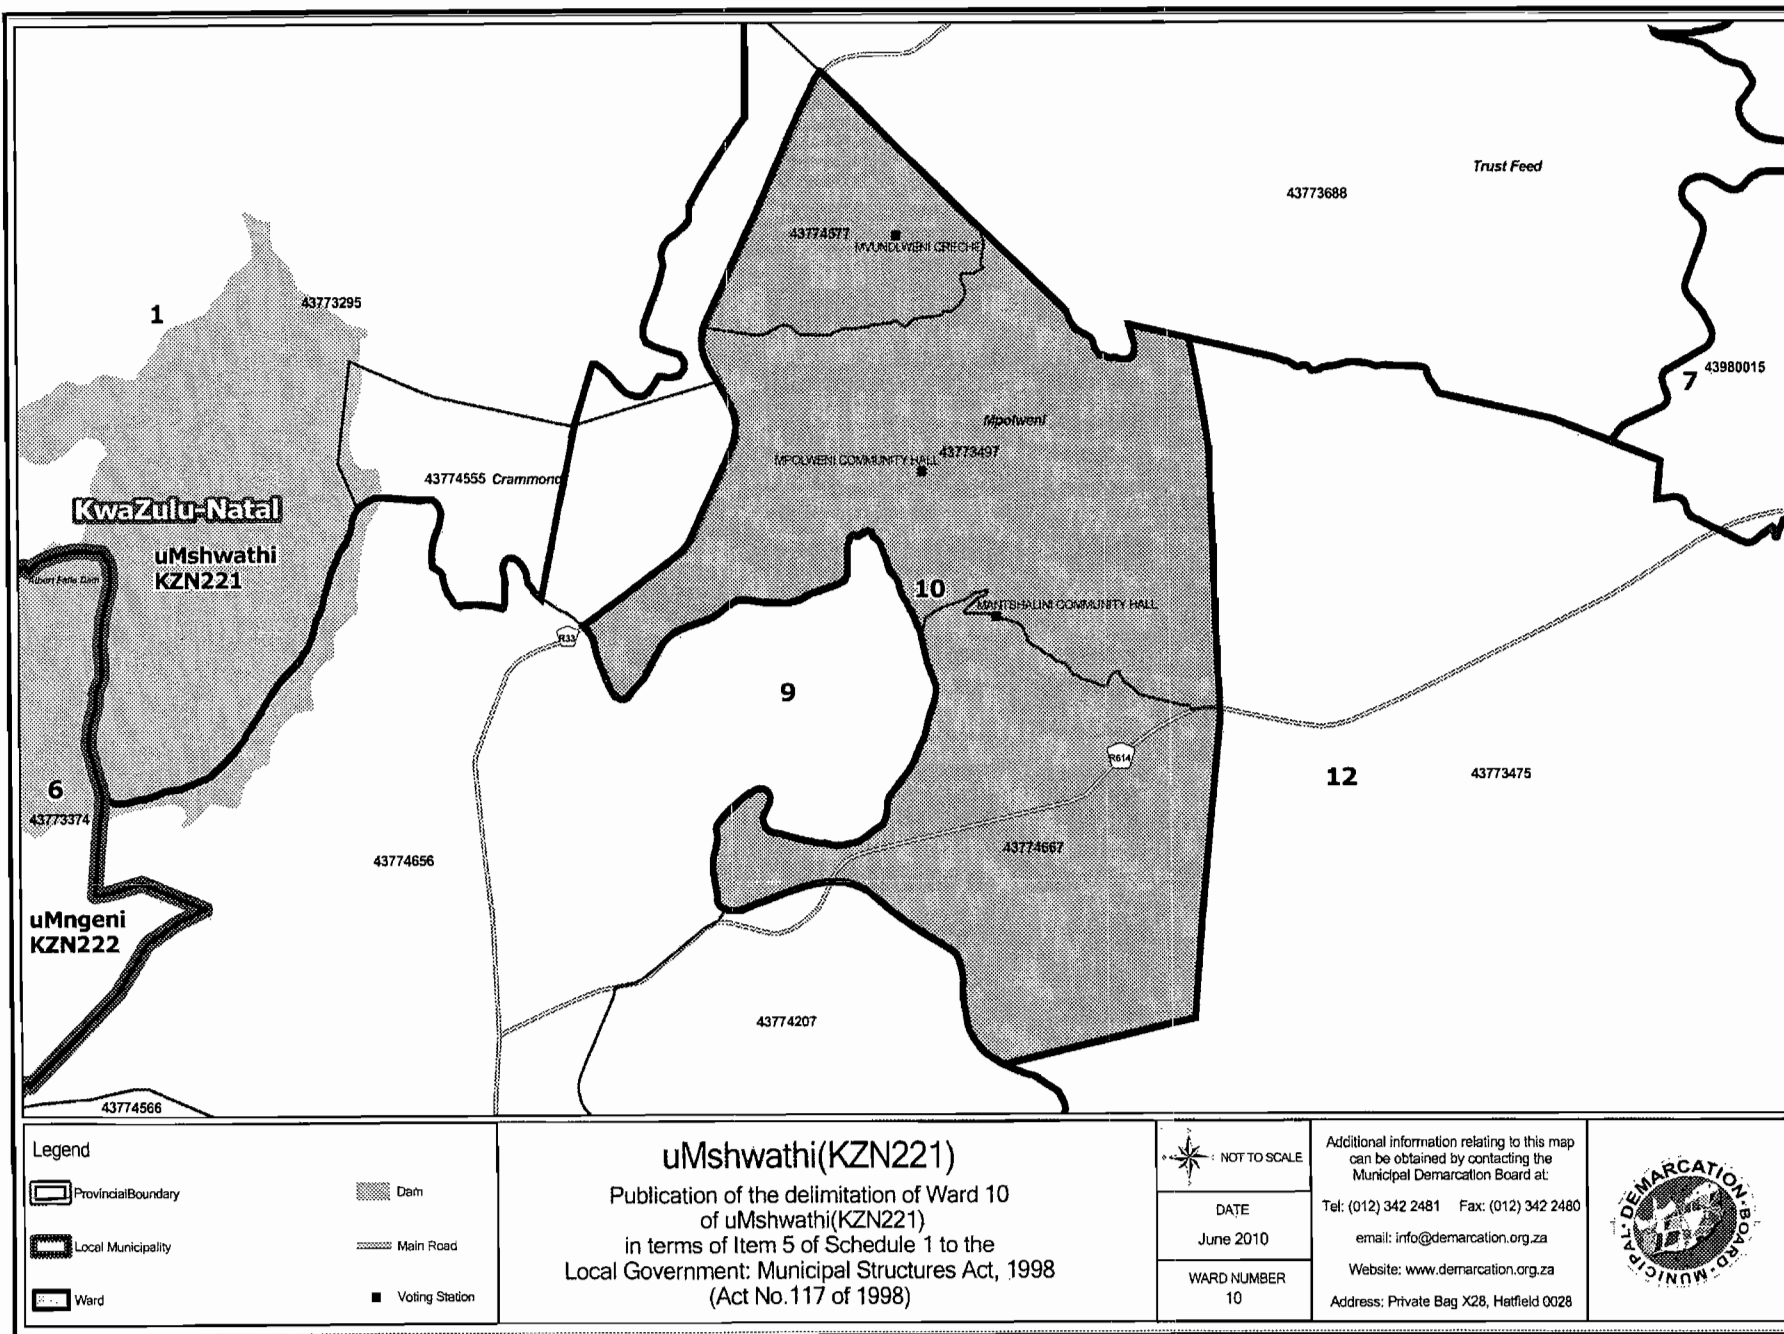 Trust Feed
43773688
43774577
MVUNDLWENI CRECHE
1
43773295
7
43980015
Mpolweni
43773497
MPOLWENI COMMUNITY HALL
43774555 Crammond
KwaZulu-Natal
uMshwathi
KZN221
Albert Falls Dam
10
MANTSHALINI COMMUNITY HALL
R33
9
R614
12
43773475
6
43773374
43774656
43774667
uMngeni
KZN222
43774207
43774566
Legend
ProvincialBoundary
Dam
Local Municipality
Main Road
Ward
Voting Station
uMshwathi(KZN221)
Publication of the delimitation of Ward 10
of uMshwathi(KZN221)
in terms of Item 5 of Schedule 1 to the
Local Government: Municipal Structures Act, 1998
(Act No.117 of 1998)
NOT TO SCALE
DATE
June 2010
WARD NUMBER
10
Additional information relating to this map
can be obtained by contacting the
Municipal Demarcation Board at:
Tel: (012) 342 2481 Fax: (012) 342 2480
email: info@demarcation.org.za
Website: www.demarcation.org.za
Address: Private Bag X28, Hatfield 0028
MUNICIPAL DEMARCATION BOARD